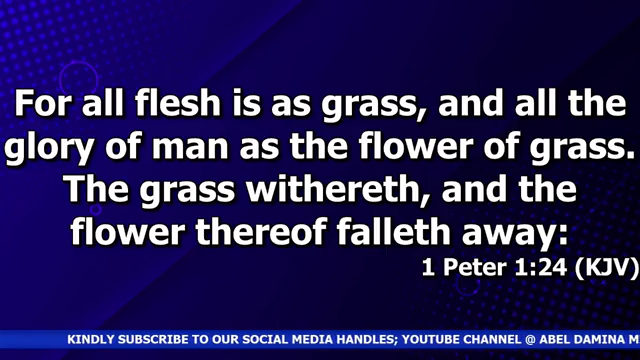 For all flesh is as grass, and all the
glory of man as the flower of grass.
The grass withereth, and the
flower thereof falleth away:
1 Peter 1:24 (KJV)
KINDLY SUBSCRIBE TO OUR SOCIAL MEDIA HANDLES; YOUTUBE CHANNEL @ ABEL DAMINA M